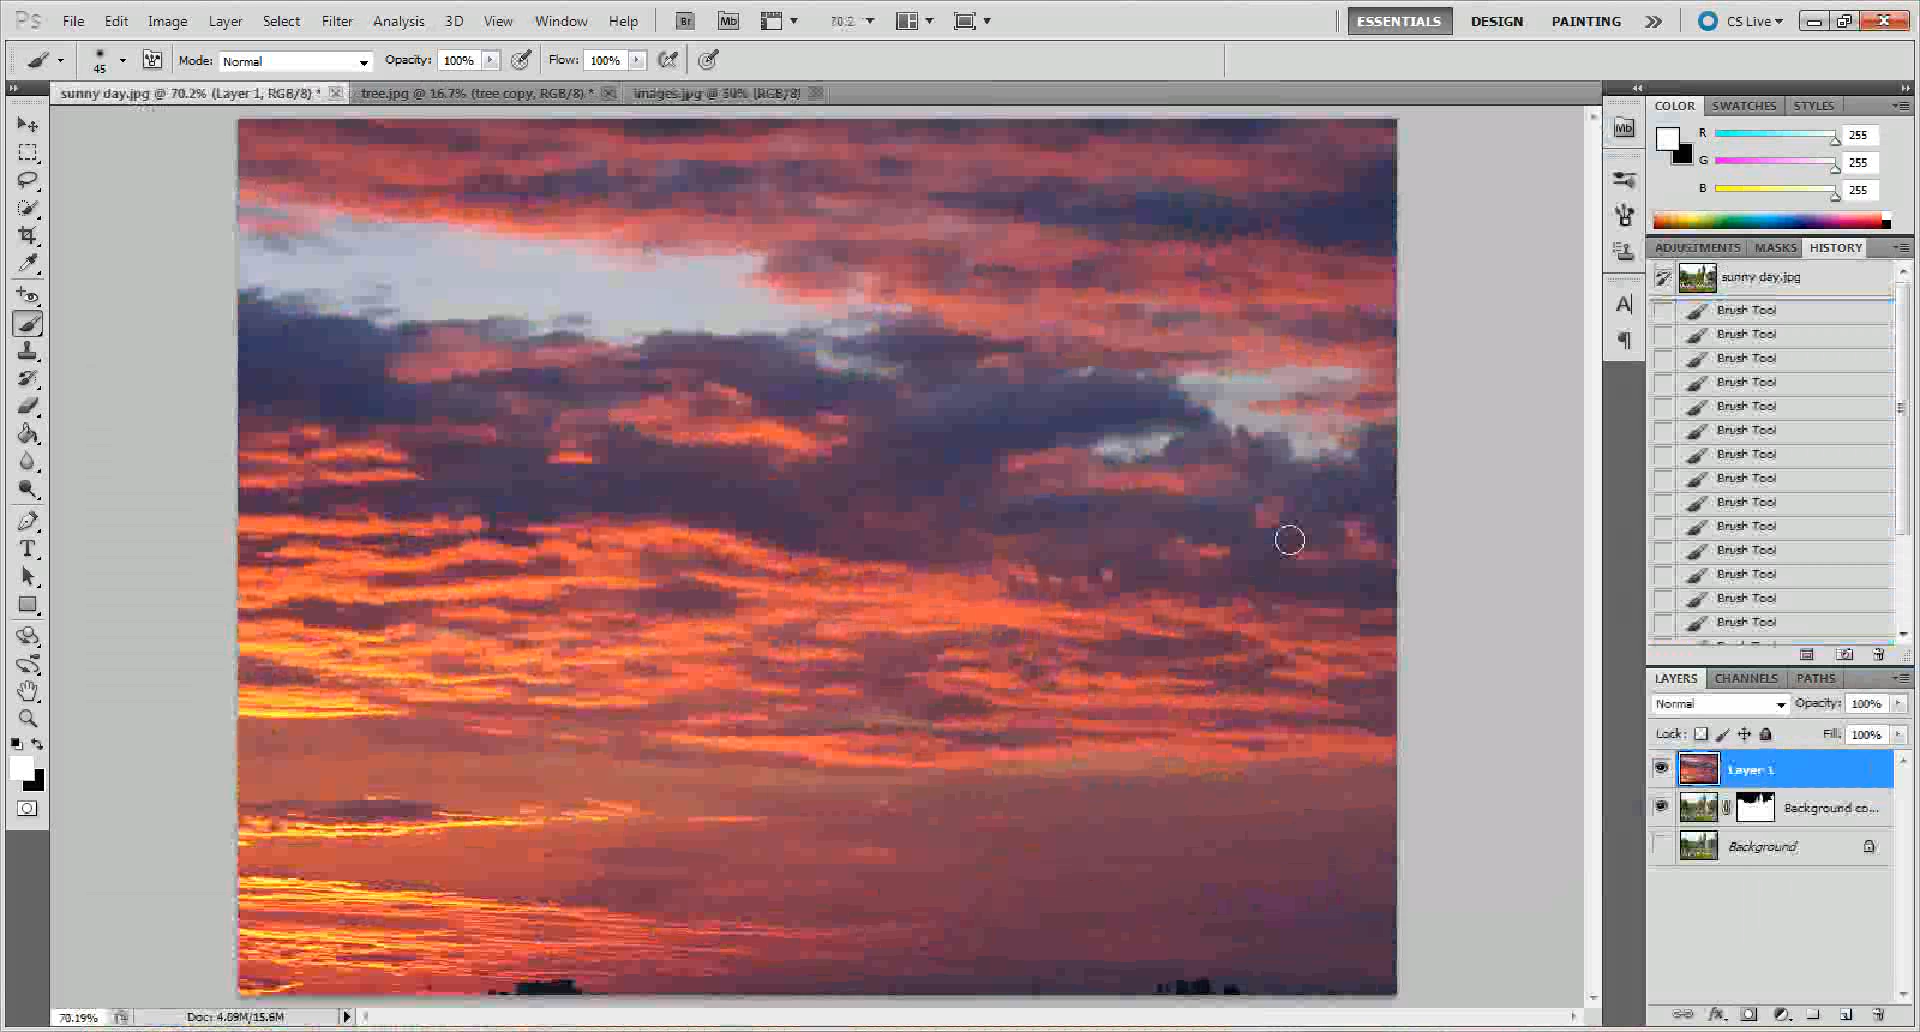 Ps File Edit Image Layer Select Filter Analysis 3D View Window Help Br Mb 70.2 ESSENTIALS DESIGN PAINTING CS Live
45 Mode: Normal Opacity: 100% Flow: 100%
sunny day.jpg @ 70.2% (Layer 1, RGB/8) * tree.jpg @ 16.7% (tree copy, RGB/8) * images.jpg @ 50% (RGB/8)
COLOR SWATCHES STYLES
Mb
R 255
G 255
B 255
ADJUSTMENTS MASKS HISTORY
sunny day.jpg
Brush Tool
Brush Tool
Brush Tool
Brush Tool
Brush Tool
Brush Tool
Brush Tool
Brush Tool
Brush Tool
Brush Tool
Brush Tool
Brush Tool
Brush Tool
Brush Tool
LAYERS CHANNELS PATHS
Normal Opacity: 100%
Lock: Fill: 100%
Layer 1
Background co...
Background
70.19% Doc: 4.89M/15.6M